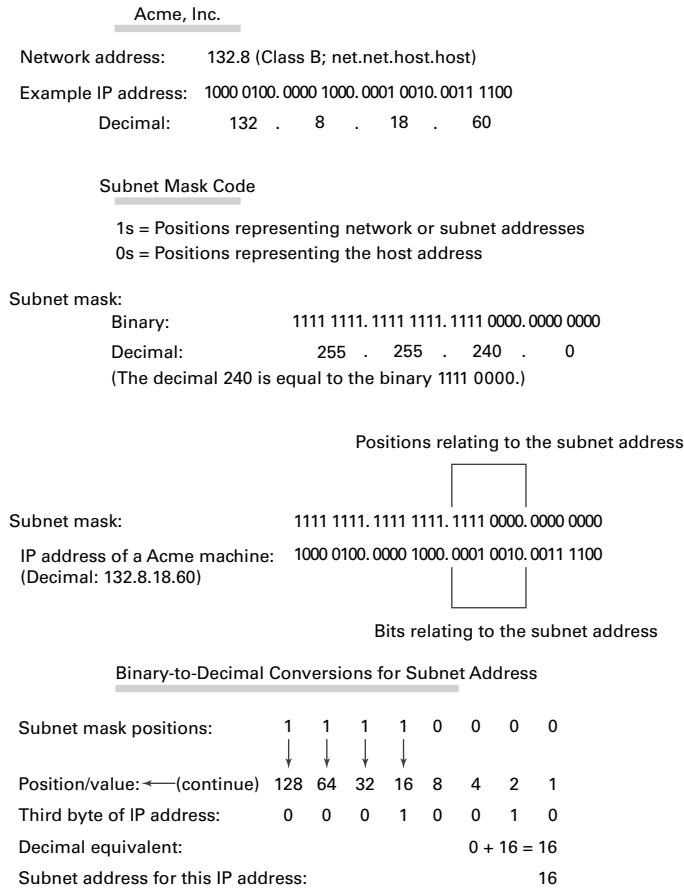 Acme, Inc.
Network address: 132.8 (Class B; net.net.host.host)
Example IP address: 1000 0100. 0000 1000. 0001 0010. 0011 1100
Decimal: 132 . 8 . 18 . 60
Subnet Mask Code
1s = Positions representing network or subnet addresses
0s = Positions representing the host address
Subnet mask:
Binary: 1111 1111. 1111 1111. 1111 0000. 0000 0000
Decimal: 255 . 255 . 240 . 0
(The decimal 240 is equal to the binary 1111 0000.)
Positions relating to the subnet address
Subnet mask: 1111 1111. 1111 1111. 1111 0000. 0000 0000
IP address of a Acme machine: 1000 0100. 0000 1000. 0001 0010. 0011 1100
(Decimal: 132.8.18.60)
Bits relating to the subnet address
Binary-to-Decimal Conversions for Subnet Address
Subnet mask positions: 1 1 1 1 0 0 0 0
Position/value: (continue) 128 64 32 16 8 4 2 1
Third byte of IP address: 0 0 0 1 0 0 1 0
Decimal equivalent: 0 + 16 = 16
Subnet address for this IP address: 16